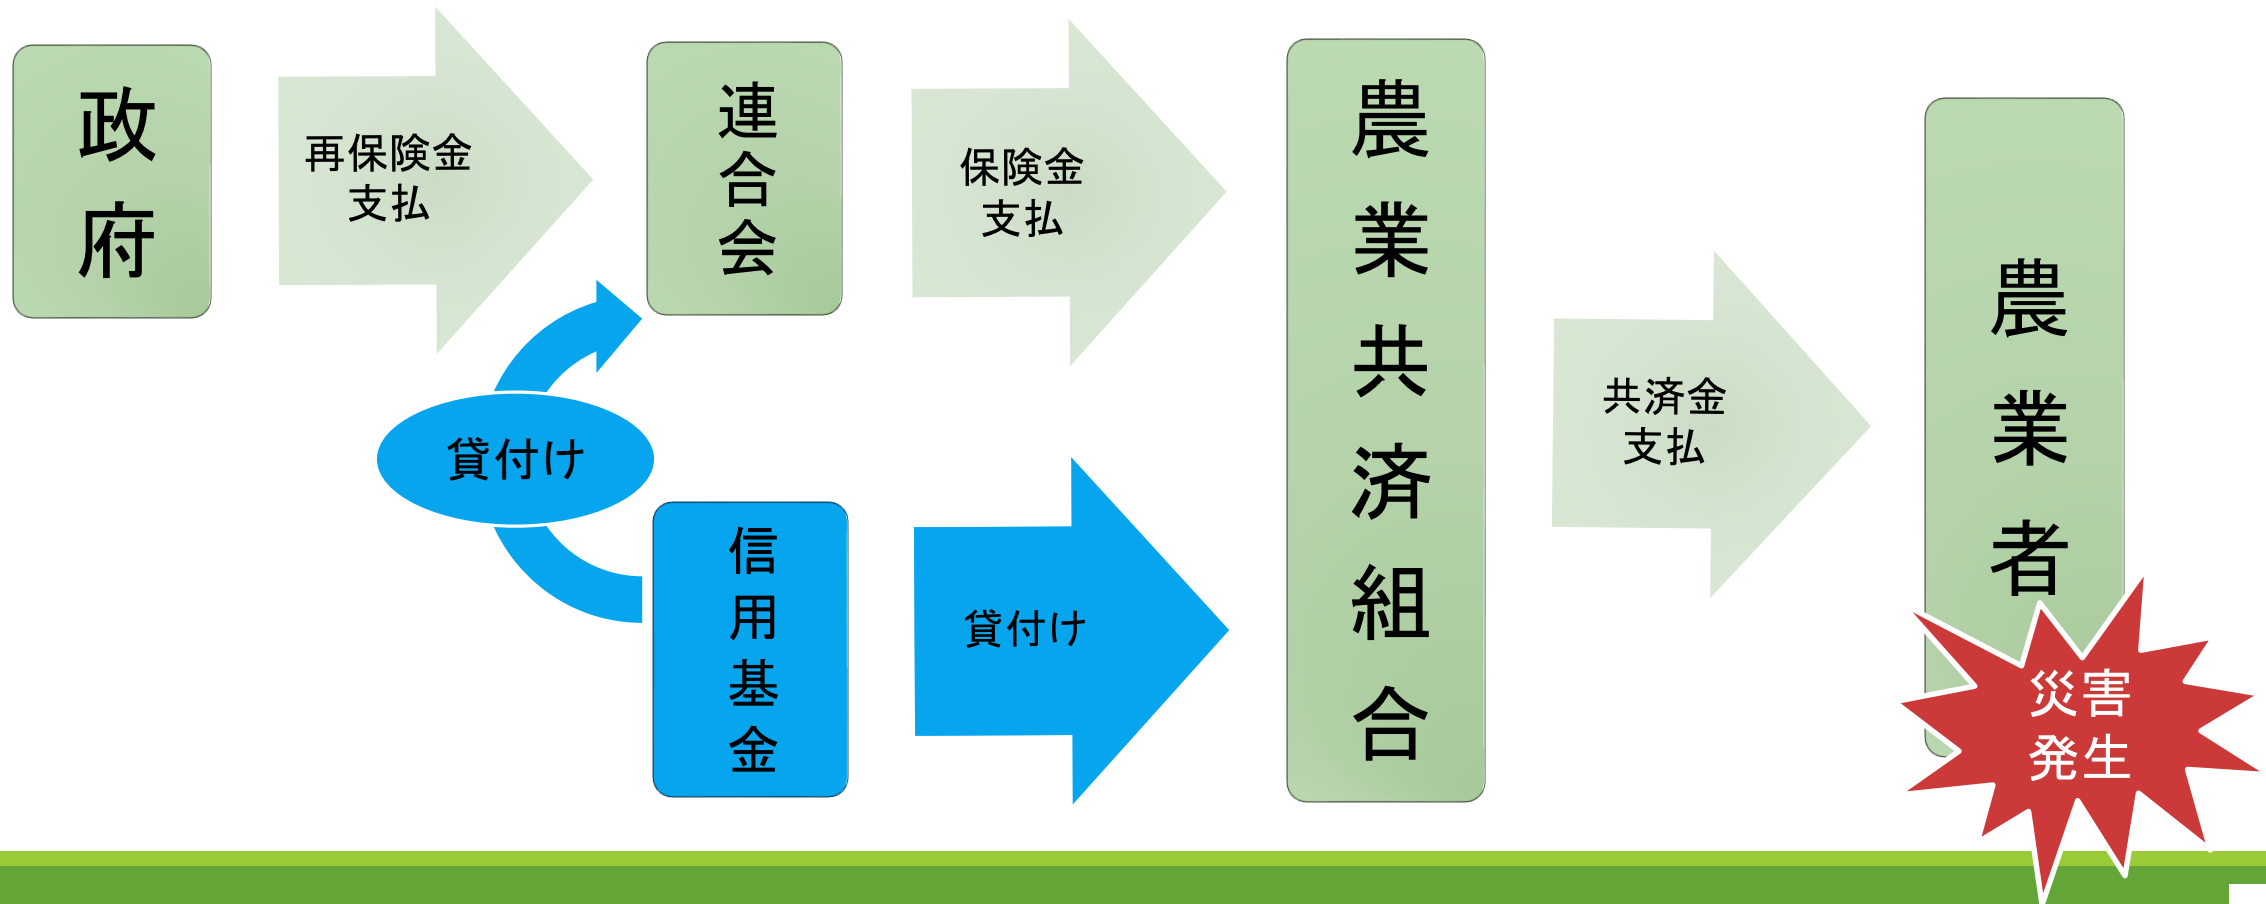 政府
再保険金
支払
連合会
保険金
支払
農業共済組合
共済金
支払
農業者
貸付け
信用基金
貸付け
災害
発生